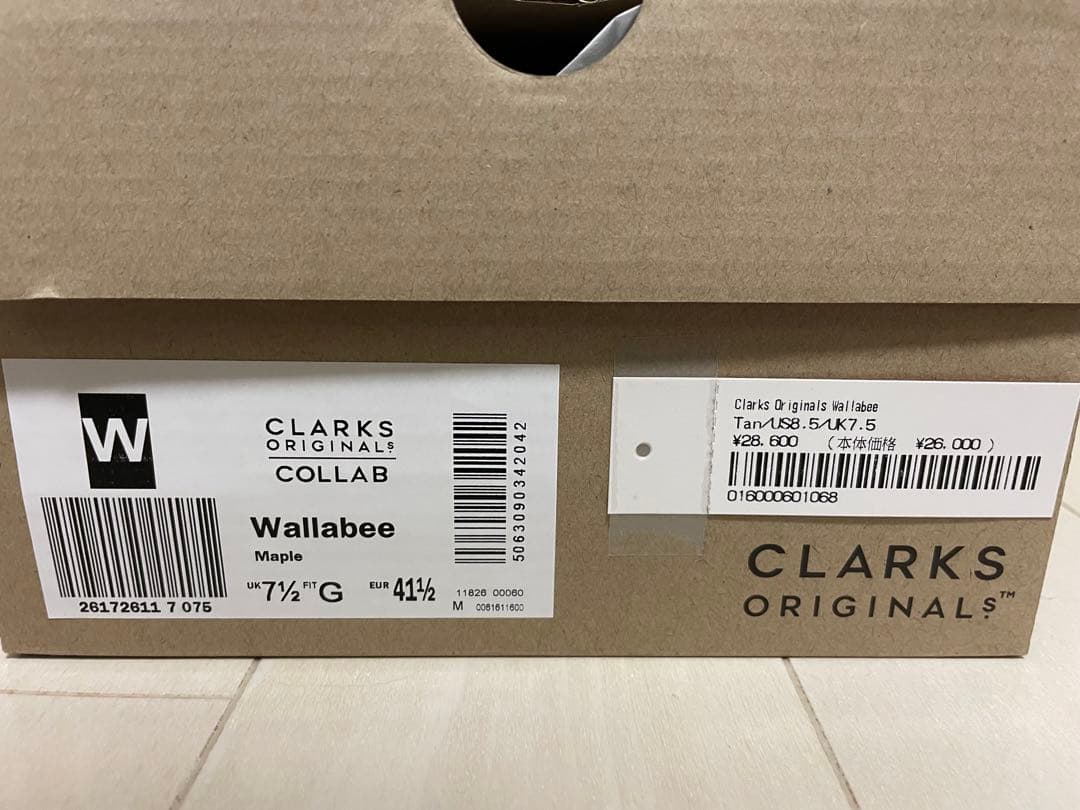 W
CLARKS
ORIGINALS
COLLAB
Wallabee
Maple
UK 7½ FIT G EUR 41½
26172611 7 075
5063090342042
11826 00060
M 0061611600
Clarks Originals Wallabee
Tan/US8.5/UK7.5
¥28.600 (本体価格 ¥26.000)
016000601068
CLARKS
ORIGINALS™